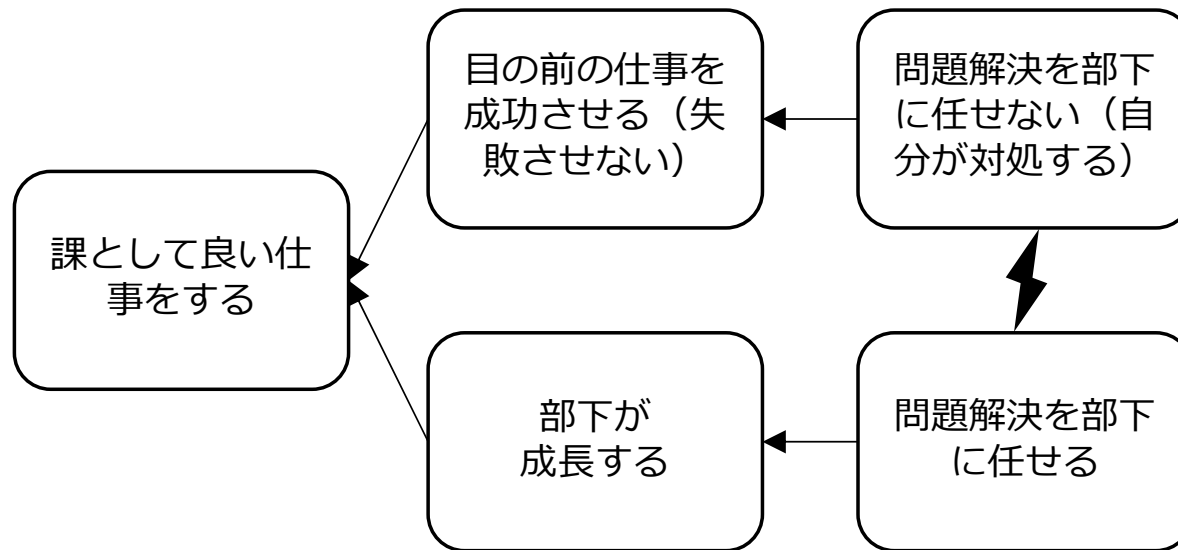 目の前の仕事を
成功させる（失
敗させない）
問題解決を部下
に任せない（自
分が対処する）
課として良い仕
事をする
部下が
成長する
問題解決を部下
に任せる